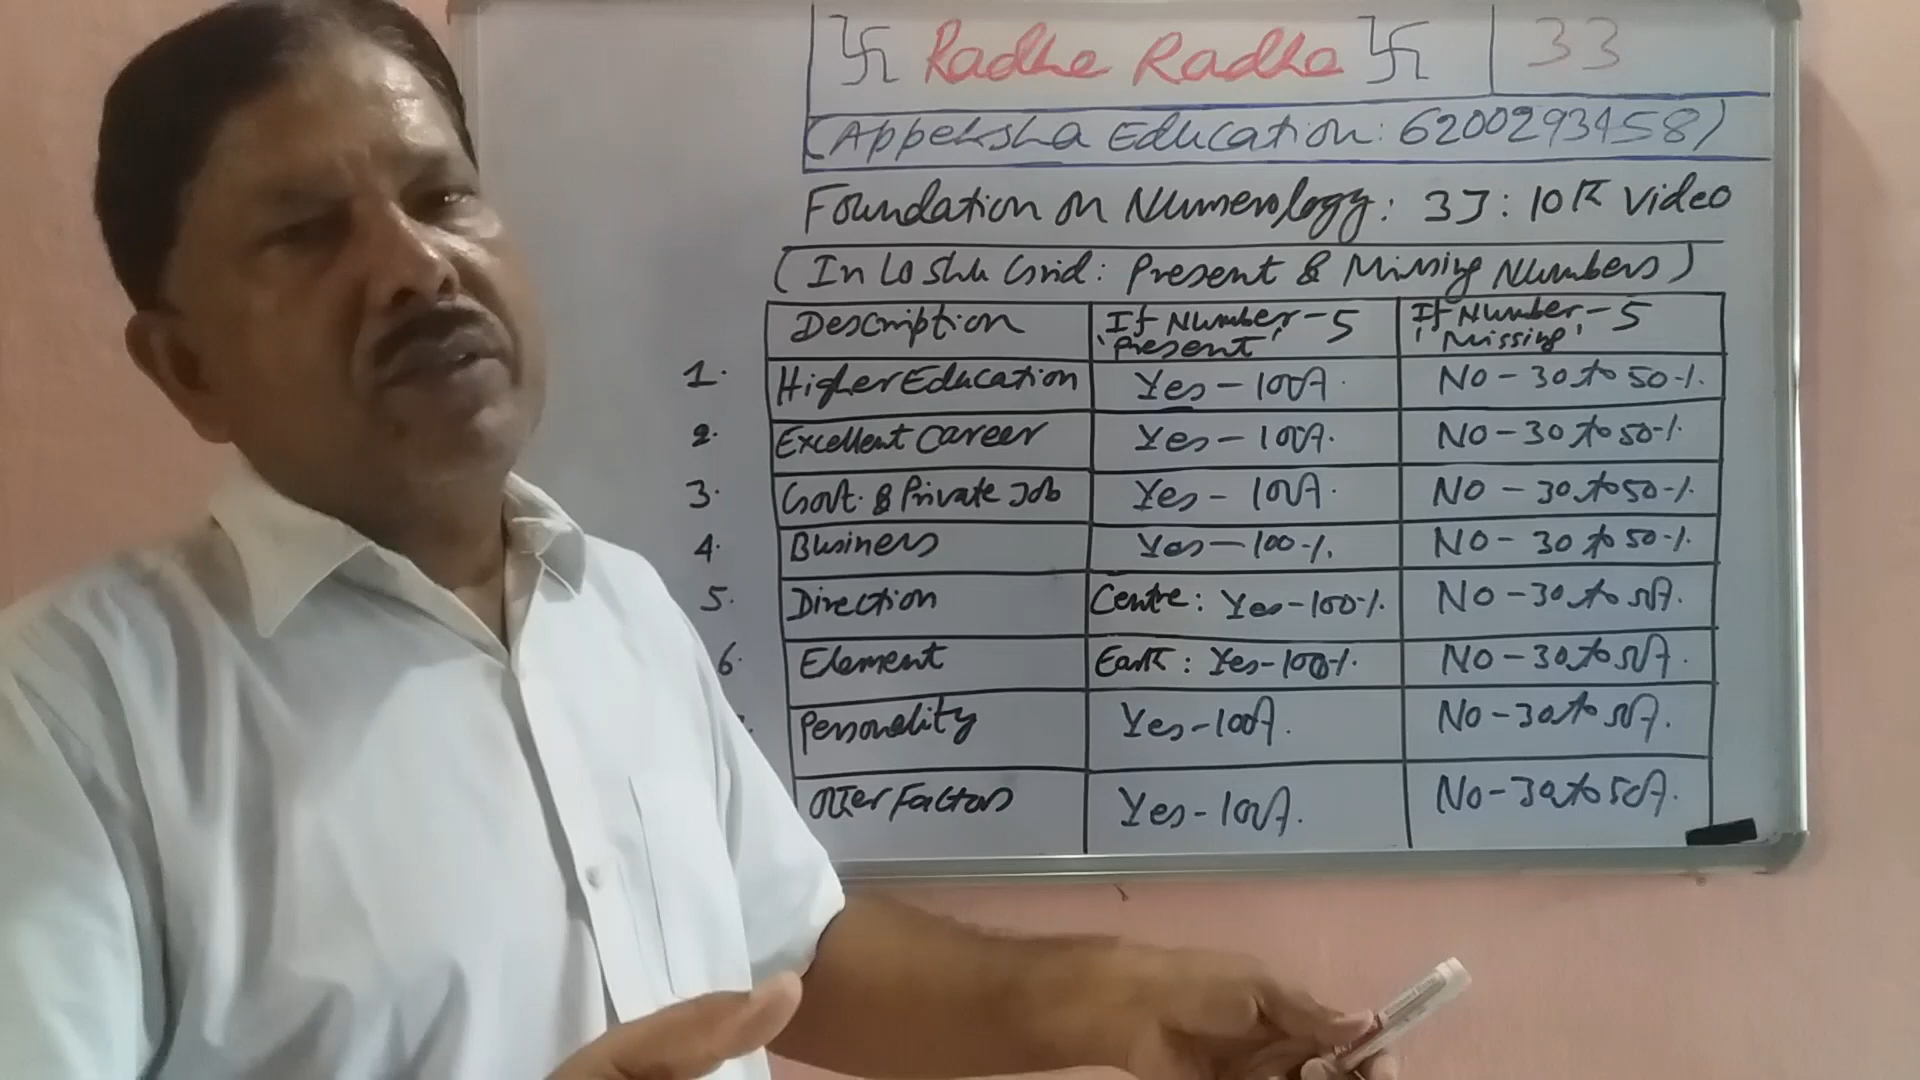 卐 Radhe Radhe 卐 33
(Appeksha Education: 6200293458)
Foundation on Numerology: 33: 10K Video
(In Lo Shu Grid: Present & Missing Numbers)
Description If Number-5 'Present' If Number-5 'Missing'
1. Higher Education Yes-100%. No-30 to 50%.
2. Excellent career Yes-100%. No-30 to 50%.
3. Govt. & Private Job Yes-100%. No-30 to 50%.
4. Business Yes-100%. No-30 to 50%.
5. Direction Centre: Yes-100%. No-30 to 50%.
6. Element Earth: Yes-100%. No-30 to 50%.
Personality Yes-100%. No-30 to 50%.
Other Factors Yes-100%. No-30 to 50%.